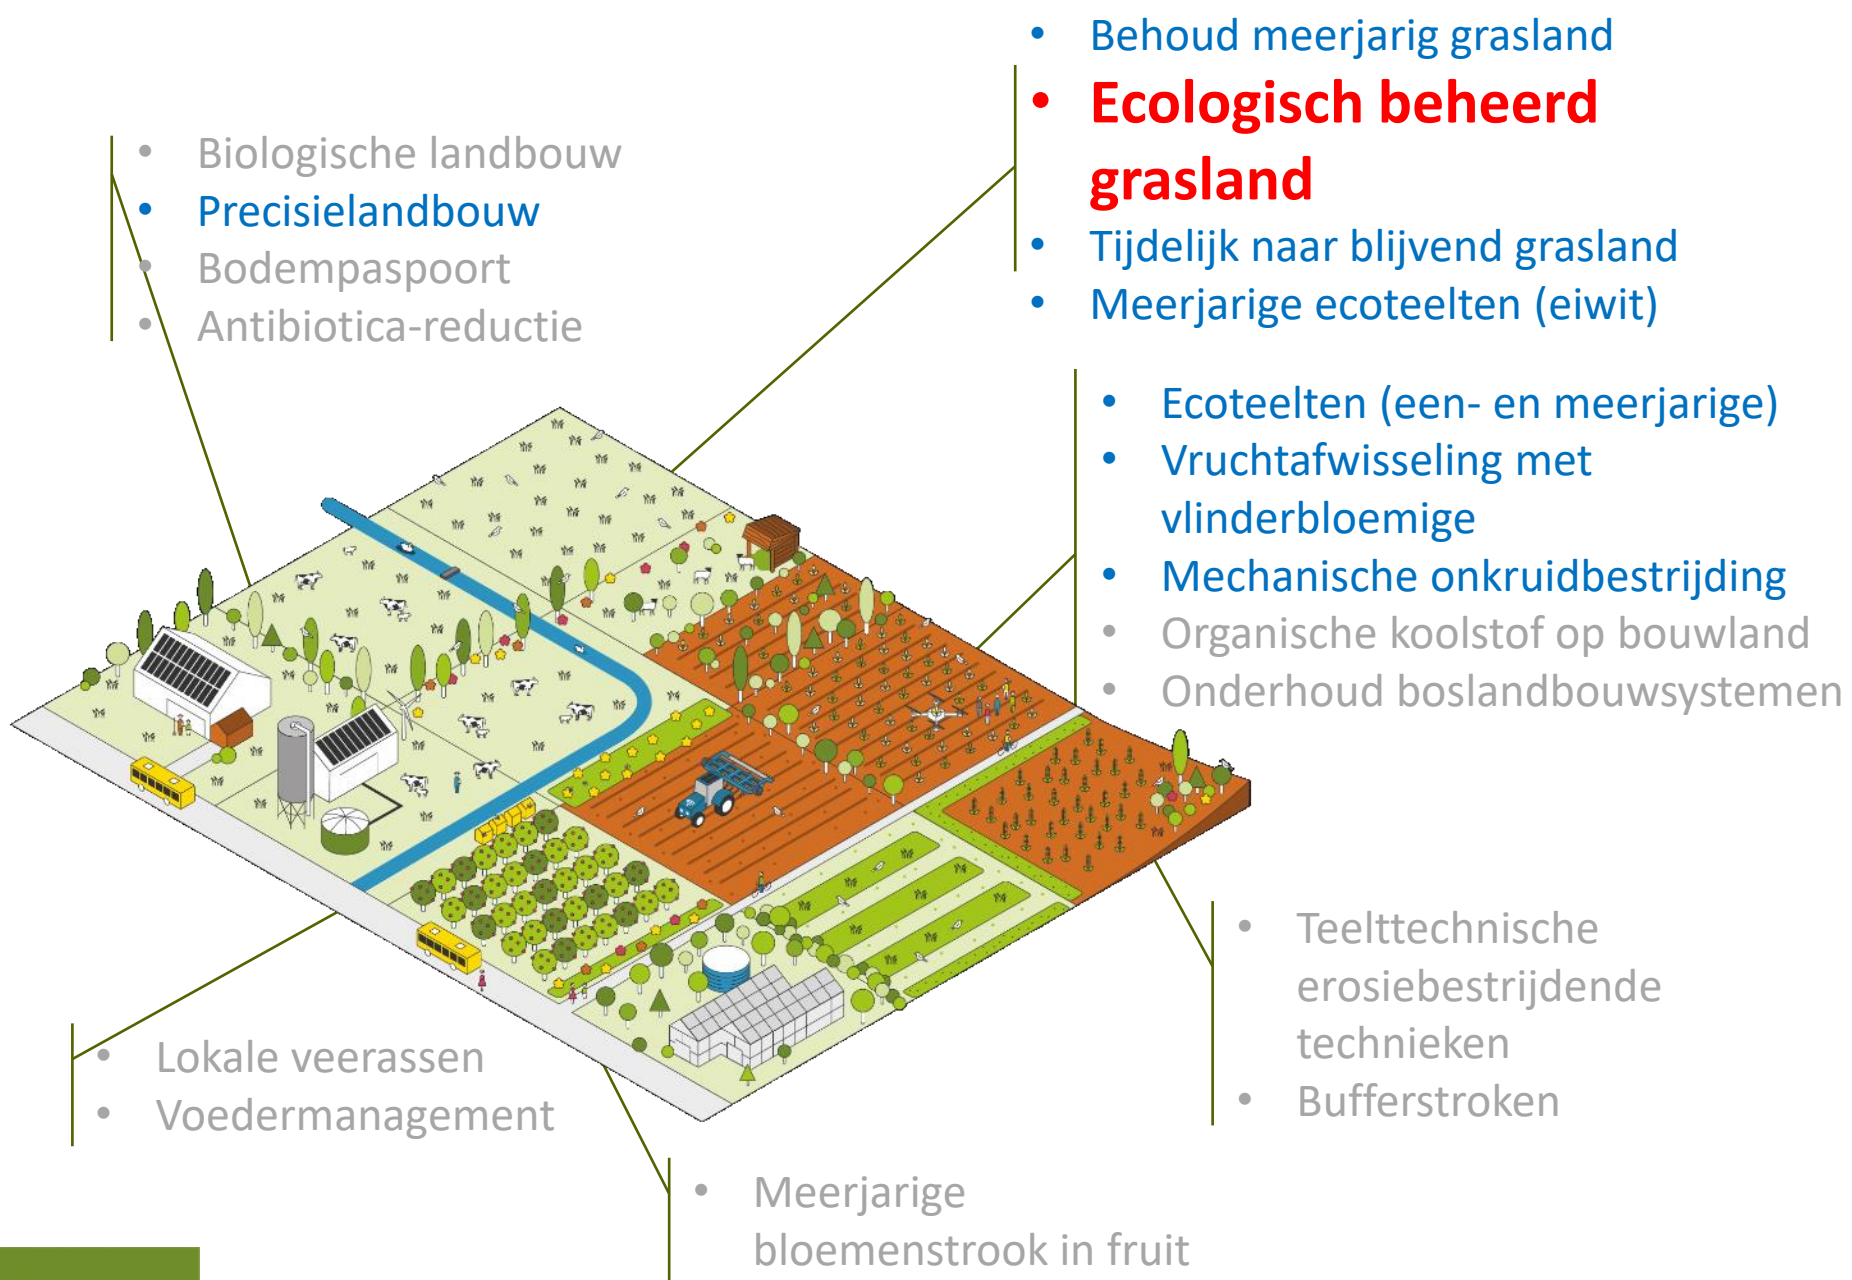 • Behoud meerjarig grasland
• Ecologisch beheerd
grasland
• Tijdelijk naar blijvend grasland
• Meerjarige ecoteelten (eiwit)
• Biologische landbouw
• Precisielandbouw
• Bodempaspoort
• Antibiotica-reductie
• Ecoteelten (een- en meerjarige)
• Vruchtafwisseling met
vlinderbloemige
• Mechanische onkruidbestrijding
• Organische koolstof op bouwland
• Onderhoud boslandbouwsystemen
• Teelttechnische
erosiebestrijdende
technieken
• Bufferstroken
• Lokale veerassen
• Voedermanagement
• Meerjarige
bloemenstrook in fruit